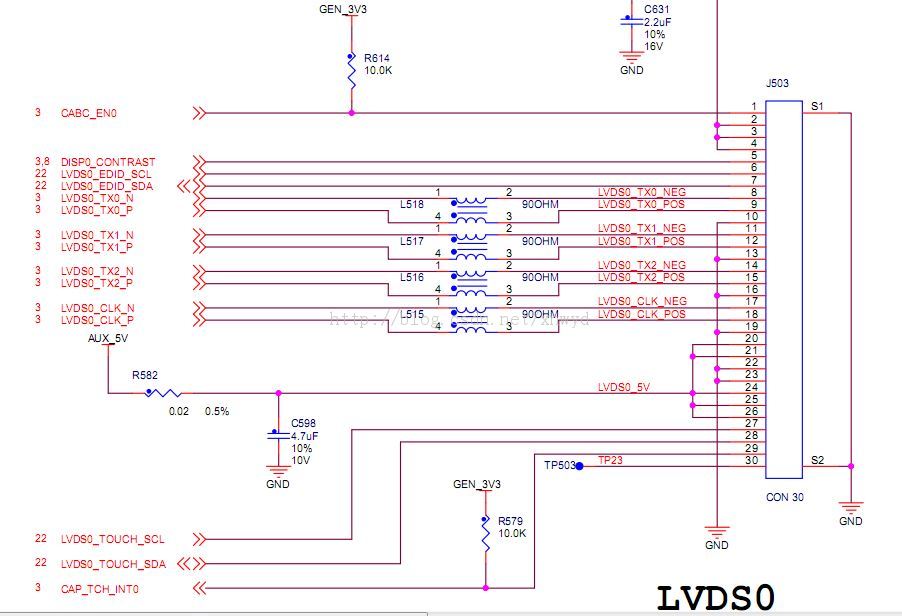 GEN_3V3
C631
2.2uF
10%
16V
GND
R614
10.0K
J503
3 CABC_EN0
1 S1
2
3
4
3,8 DISP0_CONTRAST 5
22 LVDS0_EDID_SCL 6
22 LVDS0_EDID_SDA 7
3 LVDS0_TX0_N 1 2 LVDS0_TX0_NEG 8
3 LVDS0_TX0_P L518 90OHM LVDS0_TX0_POS 9
4 3 10
3 LVDS0_TX1_N 1 2 LVDS0_TX1_NEG 11
3 LVDS0_TX1_P L517 90OHM LVDS0_TX1_POS 12
4 3 13
3 LVDS0_TX2_N 1 2 LVDS0_TX2_NEG 14
3 LVDS0_TX2_P L516 90OHM LVDS0_TX2_POS 15
4 3 16
3 LVDS0_CLK_N 1 2 LVDS0_CLK_NEG 17
3 LVDS0_CLK_P L515 90OHM LVDS0_CLK_POS 18
4 3 19
AUX_5V
20
21
22
R582 23
LVDS0_5V 24
0.02 0.5% 25
26
C598
4.7uF
10%
10V
GND
27
28
29
TP503 TP23 30 S2
CON 30
GND
GND
GEN_3V3
R579
10.0K
22 LVDS0_TOUCH_SCL
22 LVDS0_TOUCH_SDA
3 CAP_TCH_INT0
LVDS0